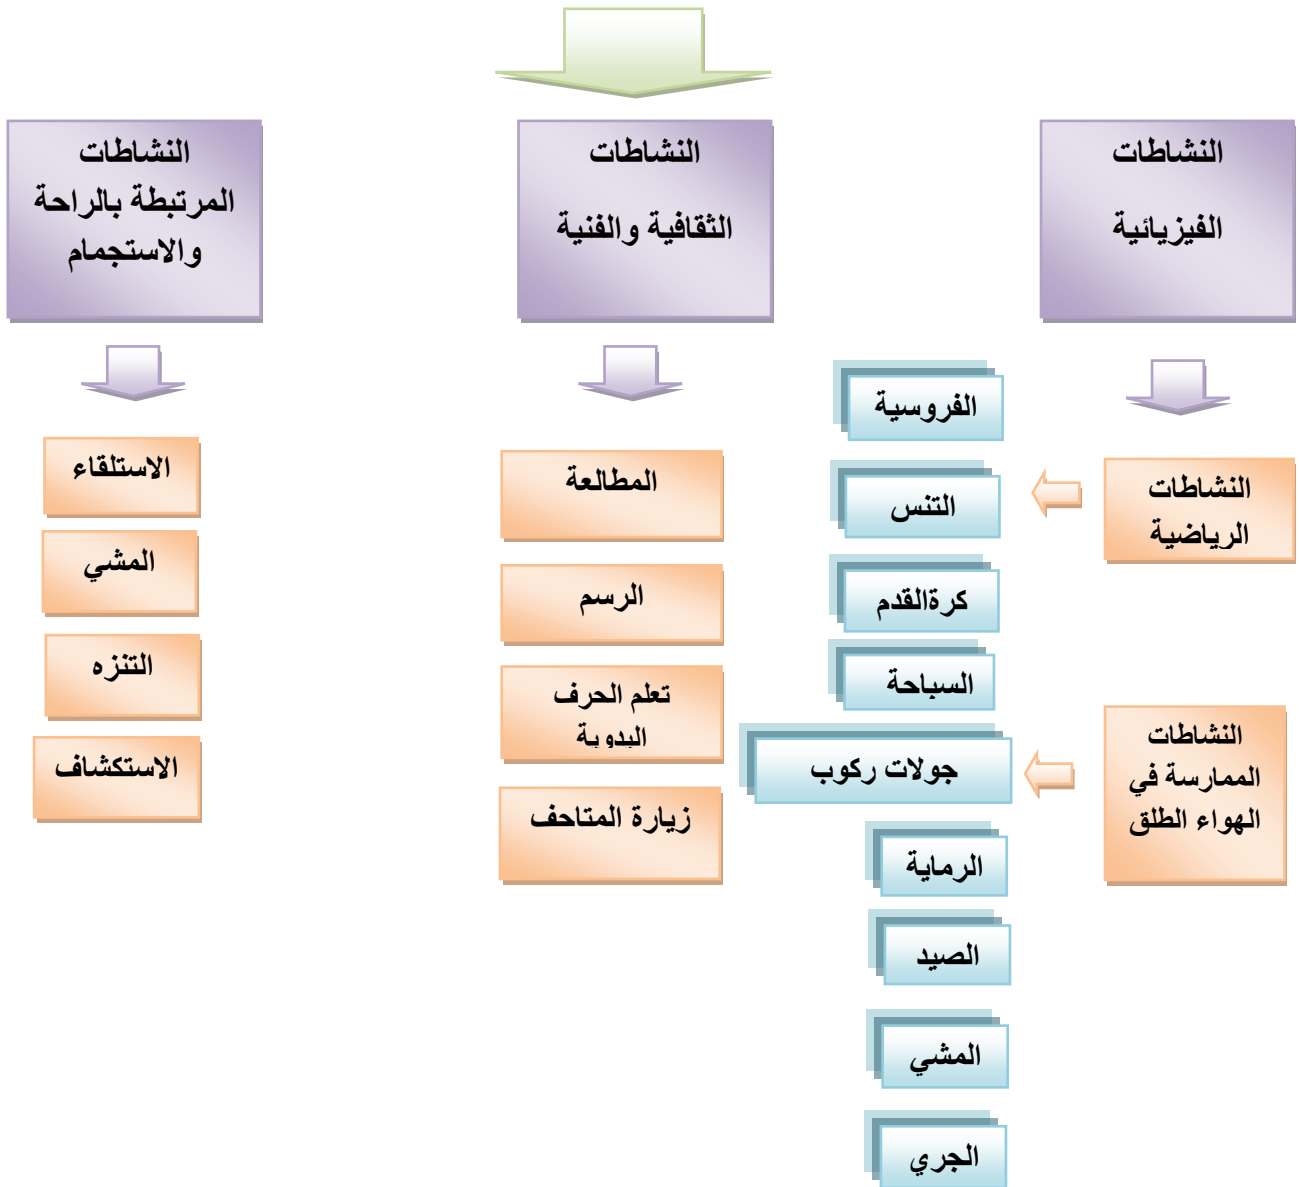 النشاطات
الفيزيائية
النشاطات
الثقافية والفنية
النشاطات
المرتبطة بالراحة
والاستجمام
النشاطات
الرياضية
الفروسية
التنس
كرةالقدم
السباحة
النشاطات
الممارسة في
الهواء الطلق
جولات ركوب
الرماية
الصيد
المشي
الجري
المطالعة
الرسم
تعلم الحرف
اليدوية
زيارة المتاحف
الاستلقاء
المشي
التنزه
الاستكشاف